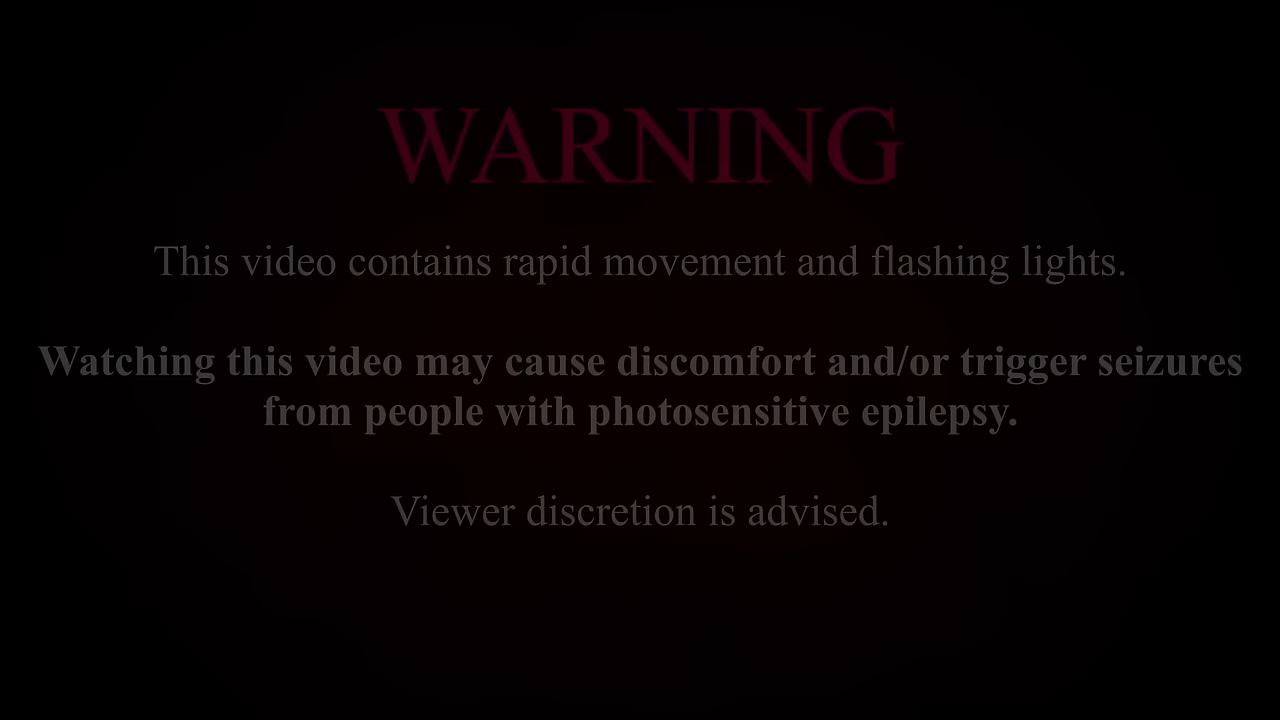 WARNING
This video contains rapid movement and flashing lights.
Watching this video may cause discomfort and/or trigger seizures
from people with photosensitive epilepsy.
Viewer discretion is advised.